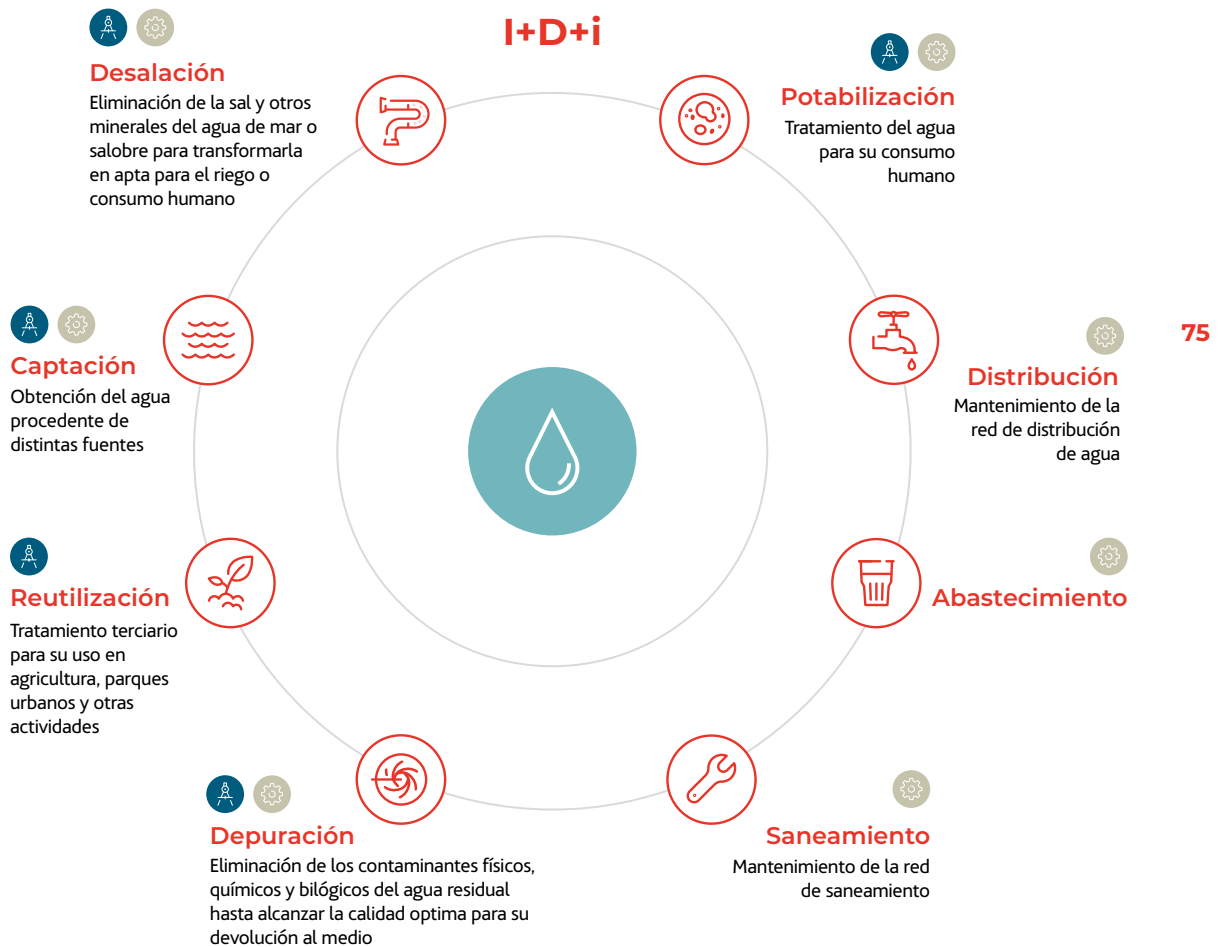 I+D+i
Desalación
Eliminación de la sal y otros
minerales del agua de mar o
salobre para transformarla
en apta para el riego o
consumo humano
Potabilización
Tratamiento del agua
para su consumo
humano
Captación
Obtención del agua
procedente de
distintas fuentes
75
Distribución
Mantenimiento de la
red de distribución
de agua
Reutilización
Tratamiento terciario
para su uso en
agricultura, parques
urbanos y otras
actividades
Abastecimiento
Depuración
Eliminación de los contaminantes físicos,
químicos y bilógicos del agua residual
hasta alcanzar la calidad optima para su
devolución al medio
Saneamiento
Mantenimiento de la red
de saneamiento